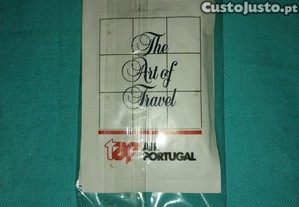 CustoJusto.pt
The
Art of
Travel
tap AIR
PORTUGAL